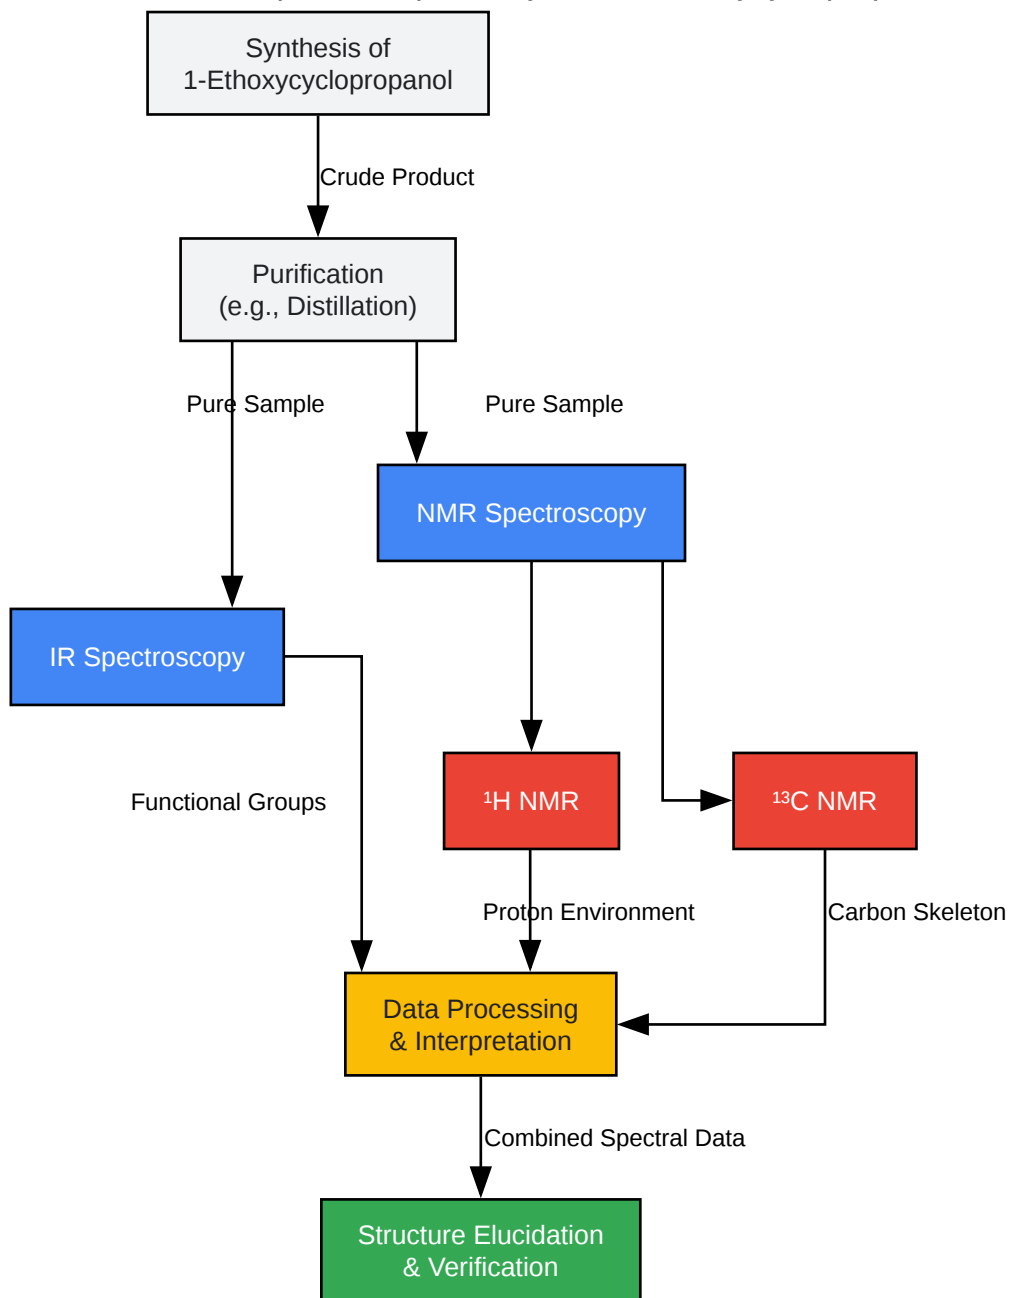 Synthesis of
1-Ethoxycyclopropanol
Crude Product
Purification
(e.g., Distillation)
Pure Sample
Pure Sample
NMR Spectroscopy
IR Spectroscopy
Functional Groups
¹H NMR
¹³C NMR
Proton Environment
Carbon Skeleton
Data Processing
& Interpretation
Combined Spectral Data
Structure Elucidation
& Verification